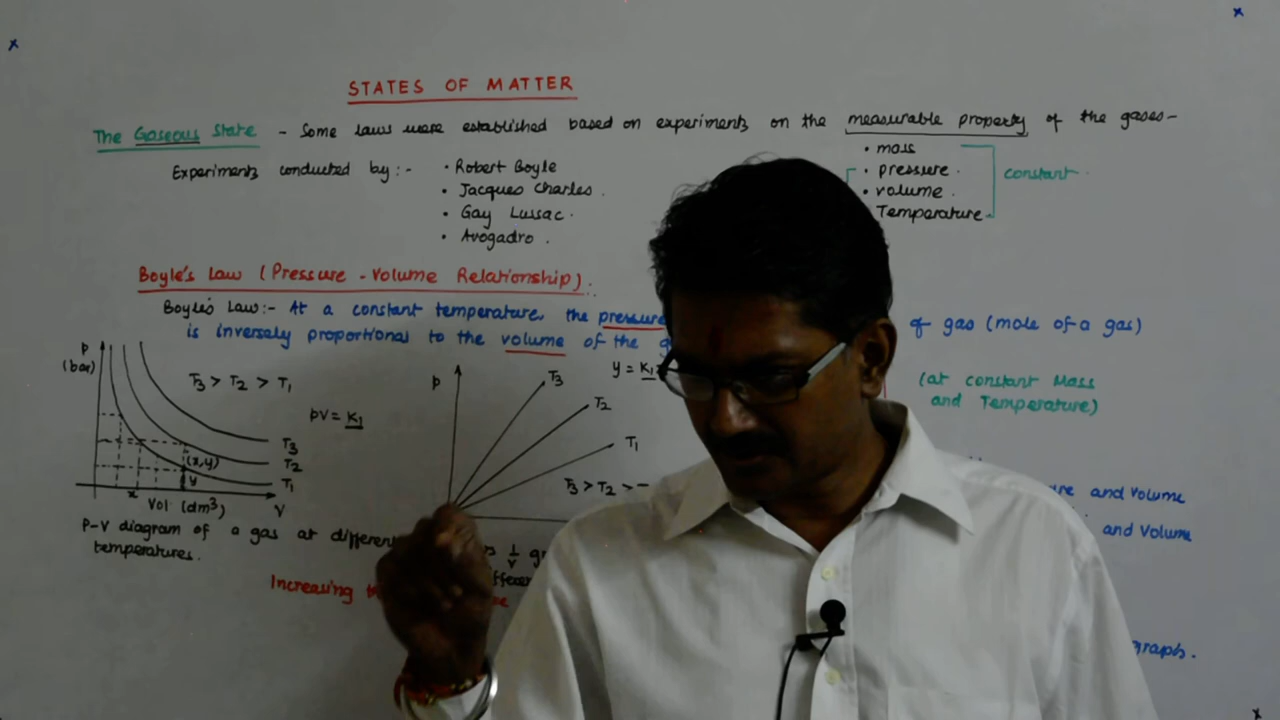 STATES OF MATTER
The Gaseous State - Some laws were established based on experiments on the measurable property of the gases-
Experiments conducted by:-
• Robert Boyle
• Jacques Charles.
• Gay Lussac.
• Avogadro.
• mass
• pressure.
• volume.
Temperature
constant.
Boyle's Law (Pressure - Volume Relationship).
Boyle's Law:- At a constant temperature, the pressure of gas (mole of a gas)
is inversely proportional to the volume of the
P
(bar)
T3 > T2 > T1
PV = K1
T3
T2
T1
(x,y)
y
x
Vol (dm3)
V
P-V diagram of a gas at
temperatures.
P
T3
T2
T1
T3 > T2 >
y = K1
(at constant Mass
and Temperature)
and Volume
and Volume
1/V
Increasing
graph.